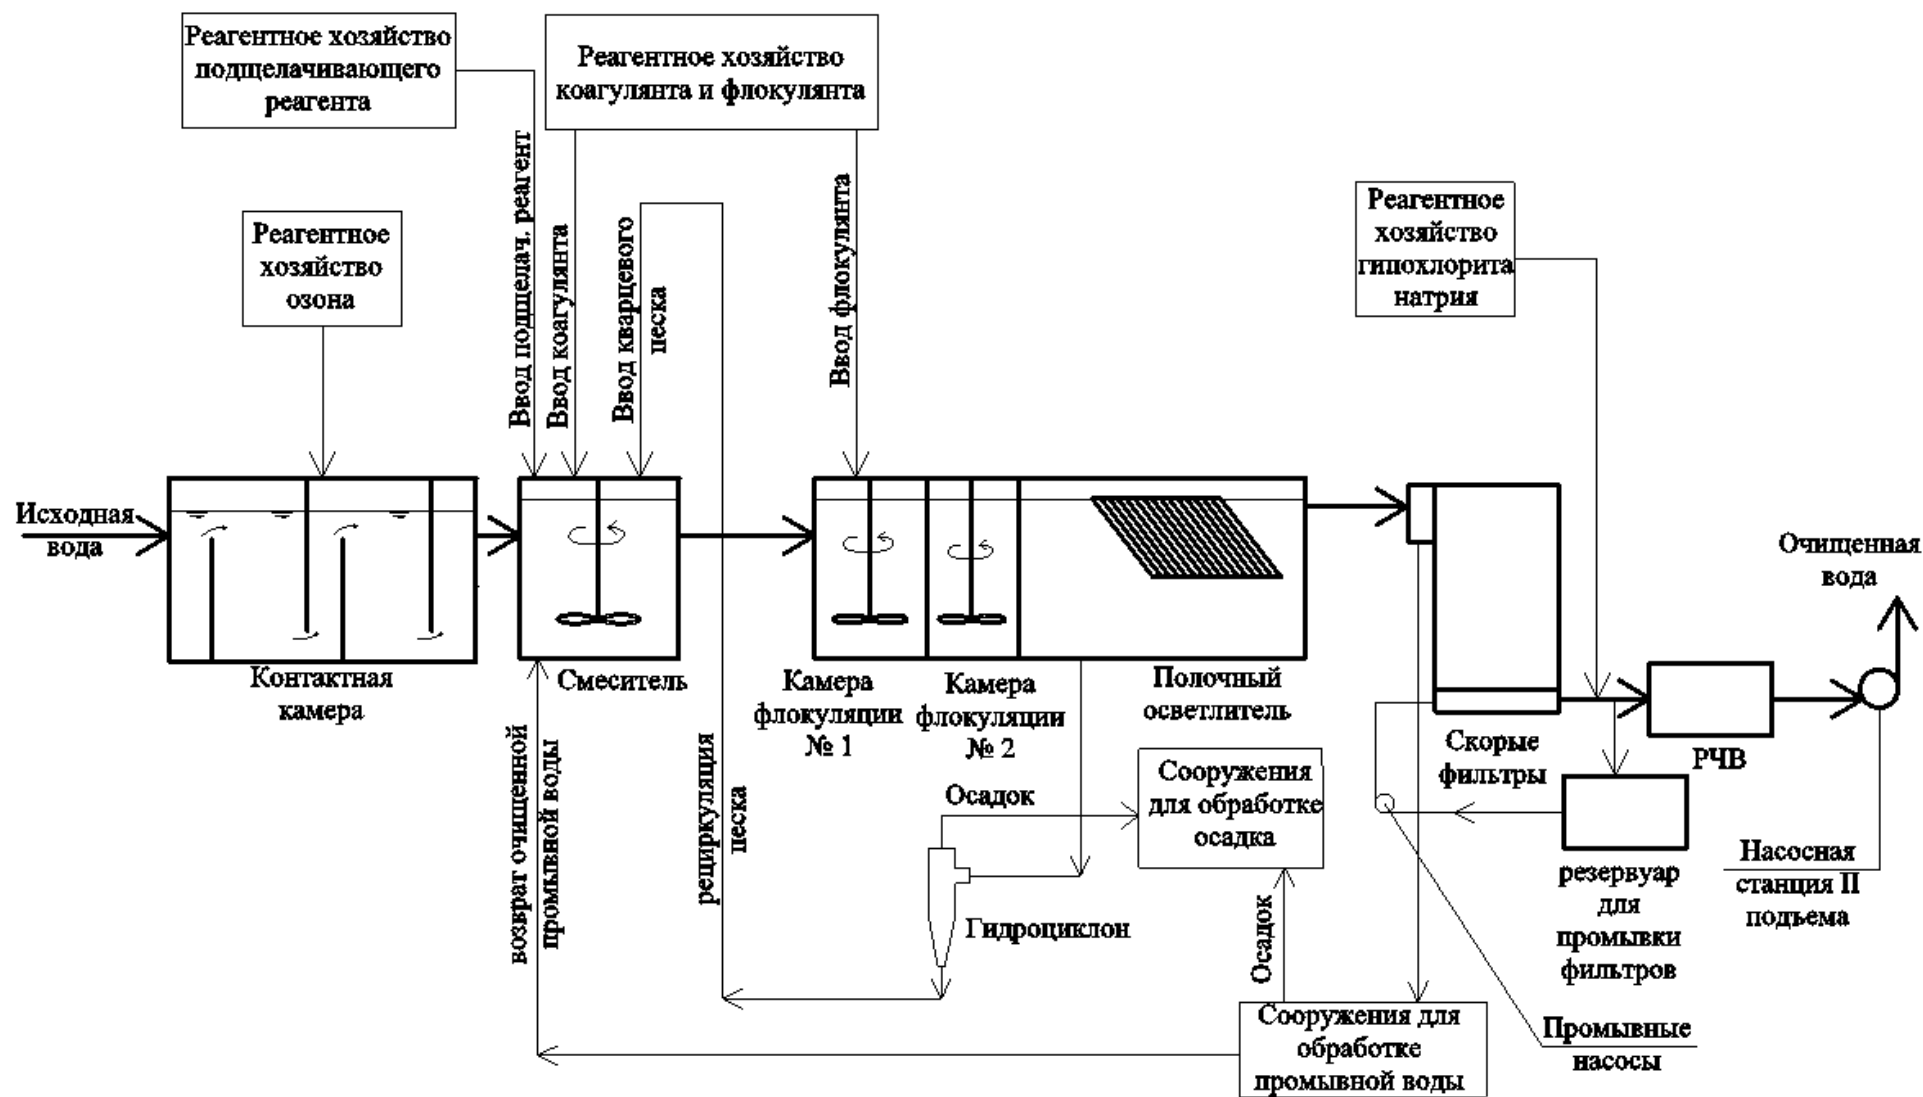 Реагентное хозяйство
подщелачивающего
реагента
Реагентное хозяйство
коагулянта и флокулянта
Реагентное
хозяйство
озона
Ввод подщелач. реагент
Ввод коагулянта
Ввод кварцевого
песка
Ввод флокулянта
Реагентное
хозяйство
гипохлорита
натрия
Исходная
вода
Очищенная
вода
Контактная
камера
Смеситель
Камера
флокуляции
№ 1
Камера
флокуляции
№ 2
Полочный
осветлитель
Скорые
фильтры
РЧВ
возврат очищенной
промывной воды
рециркуляция
песка
Осадок
Сооружения
для обработке
осадка
Гидроциклон
Осадок
резервуар
для
промывки
фильтров
Насосная
станция II
подъема
Сооружения для
обработке
промывной воды
Промывные
насосы